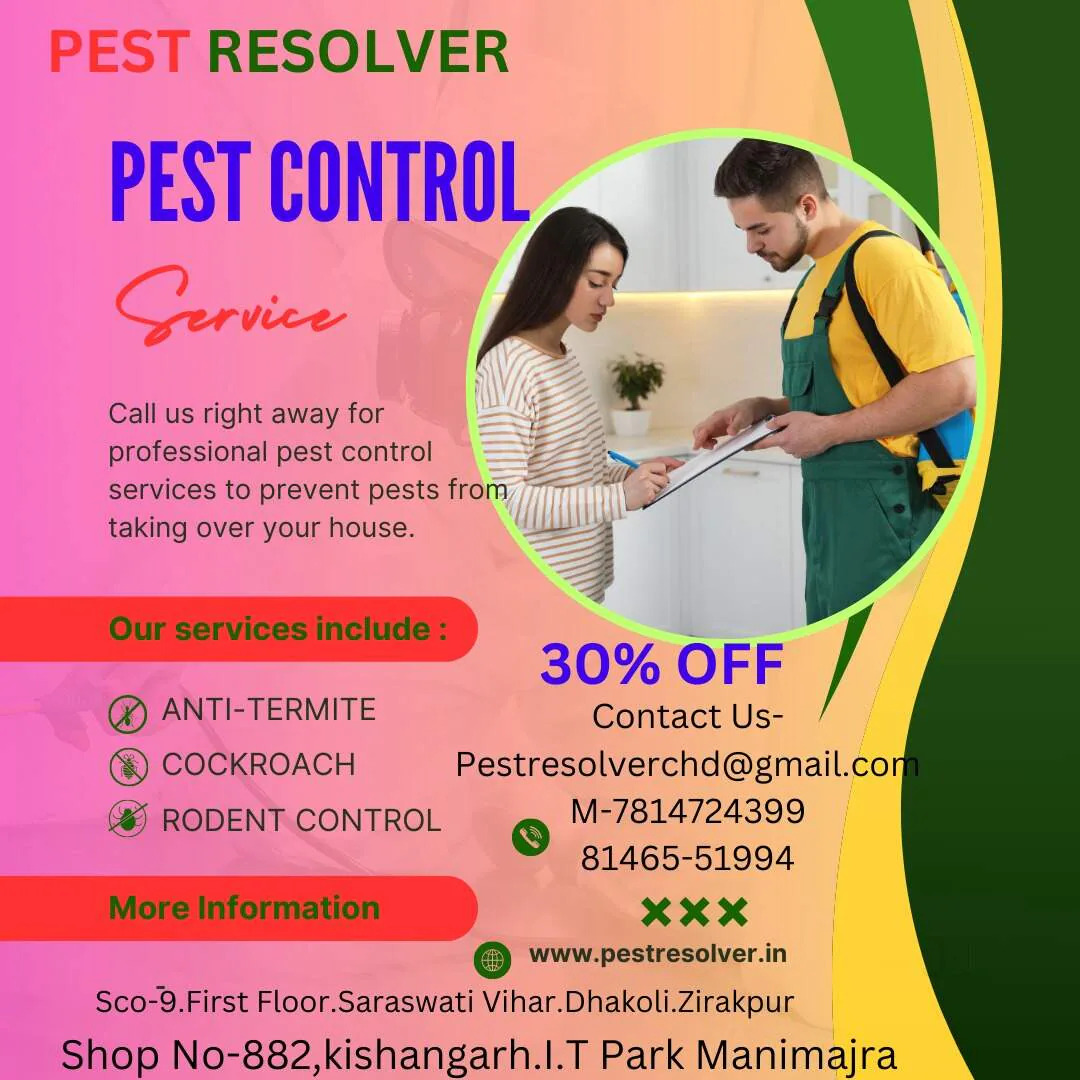 PEST RESOLVER
PEST CONTROL
Service
Call us right away for
professional pest control
services to prevent pests from
taking over your house.
Our services include :
ANTI-TERMITE
COCKROACH
RODENT CONTROL
30% OFF
Contact Us-
Pestresolverchd@gmail.com
M-7814724399
81465-51994
More Information
www.pestresolver.in
Sco-9.First Floor.Saraswati Vihar.Dhakoli.Zirakpur
Shop No-882,kishangarh.I.T Park Manimajra